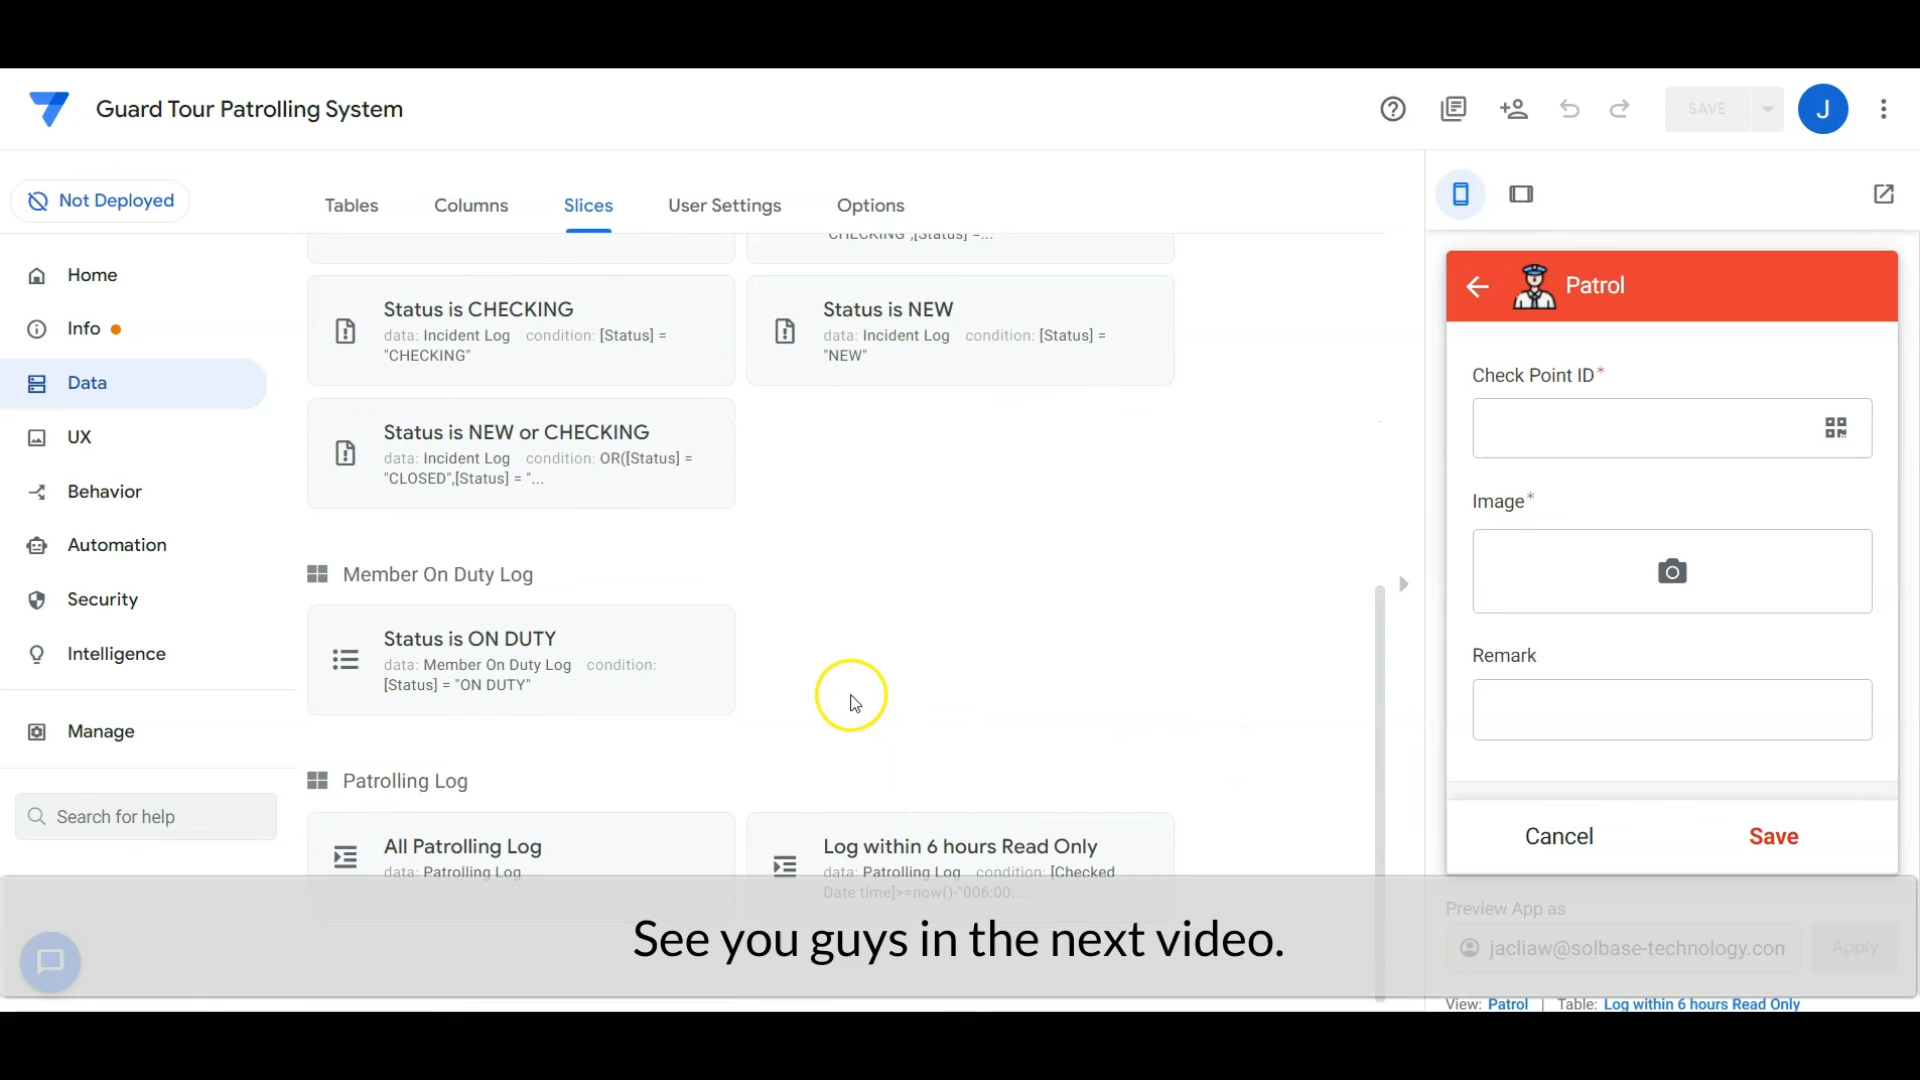 Guard Tour Patrolling System
SAVE
J
Not Deployed
Tables Columns Slices User Settings Options
Home
Info
Data
UX
Behavior
Automation
Security
Intelligence
Manage
Search for help
CHECKING",[Status] =...
Status is CHECKING
data: Incident Log condition: [Status] =
"CHECKING"
Status is NEW
data: Incident Log condition: [Status] =
"NEW"
Status is NEW or CHECKING
data: Incident Log condition: OR([Status] =
"CLOSED",[Status] = "...
Member On Duty Log
Status is ON DUTY
data: Member On Duty Log condition:
[Status] = "ON DUTY"
Patrolling Log
All Patrolling Log
data: Patrolling Log
Log within 6 hours Read Only
data: Patrolling Log condition: [Checked
Date time]>=now()-"006:00:...
Patrol
Check Point ID*
Image*
Remark
Cancel Save
Preview App as
jacliaw@solbase-technology.com
Apply
View: Patrol | Table: Log within 6 hours Read Only
See you guys in the next video.